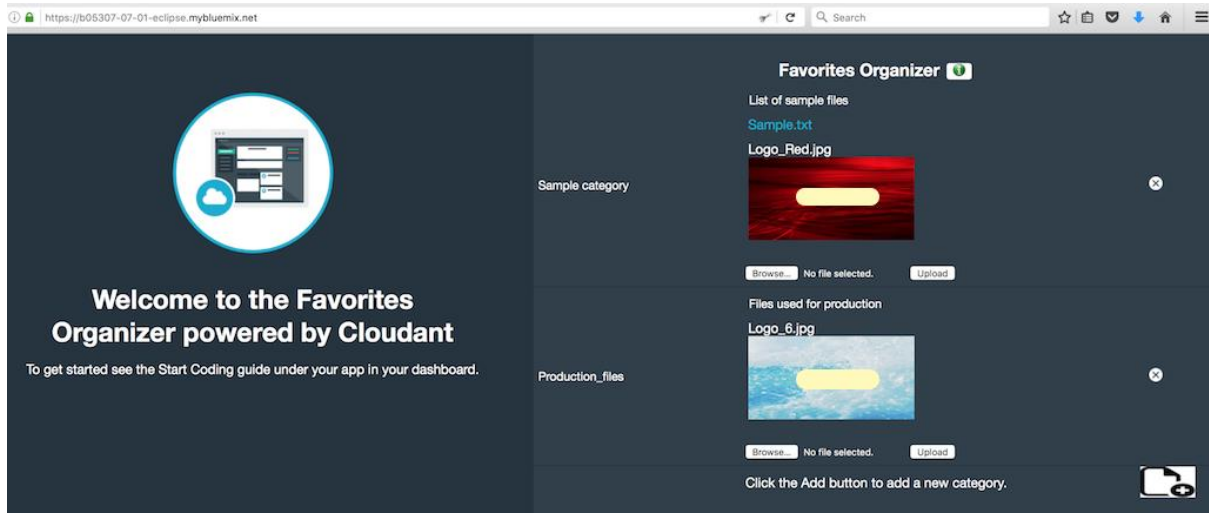 https://b05307-07-01-eclipse.mybluemix.net
Search
Welcome to the Favorites
Organizer powered by Cloudant
To get started see the Start Coding guide under your app in your dashboard.
Favorites Organizer
List of sample files
Sample.txt
Logo_Red.jpg
Sample category
Browse... No file selected. Upload
Files used for production
Logo_6.jpg
Production_files
Browse... No file selected. Upload
Click the Add button to add a new category.